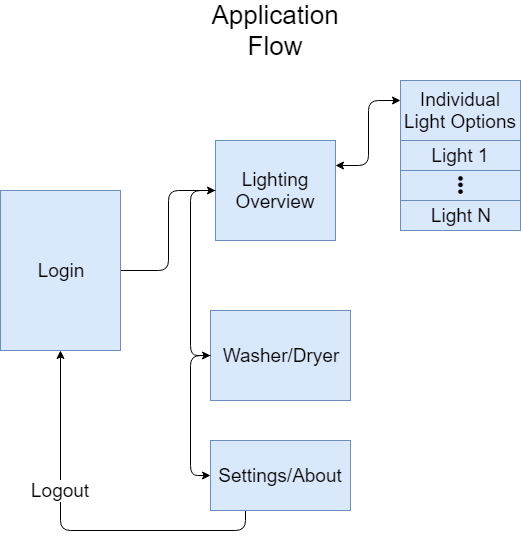 Application
Flow
Individual
Light Options
Light 1
Light N
Lighting
Overview
Login
Washer/Dryer
Settings/About
Logout